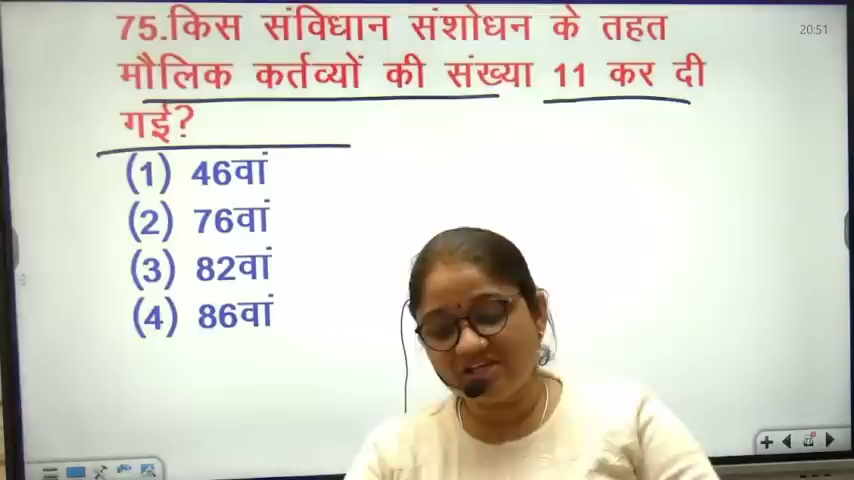 20:51
75.किस संविधान संशोधन के तहत
मौलिक कर्तव्यों की संख्या 11 कर दी
गई?
(1) 46वां
(2) 76वां
(3) 82वां
(4) 86वां